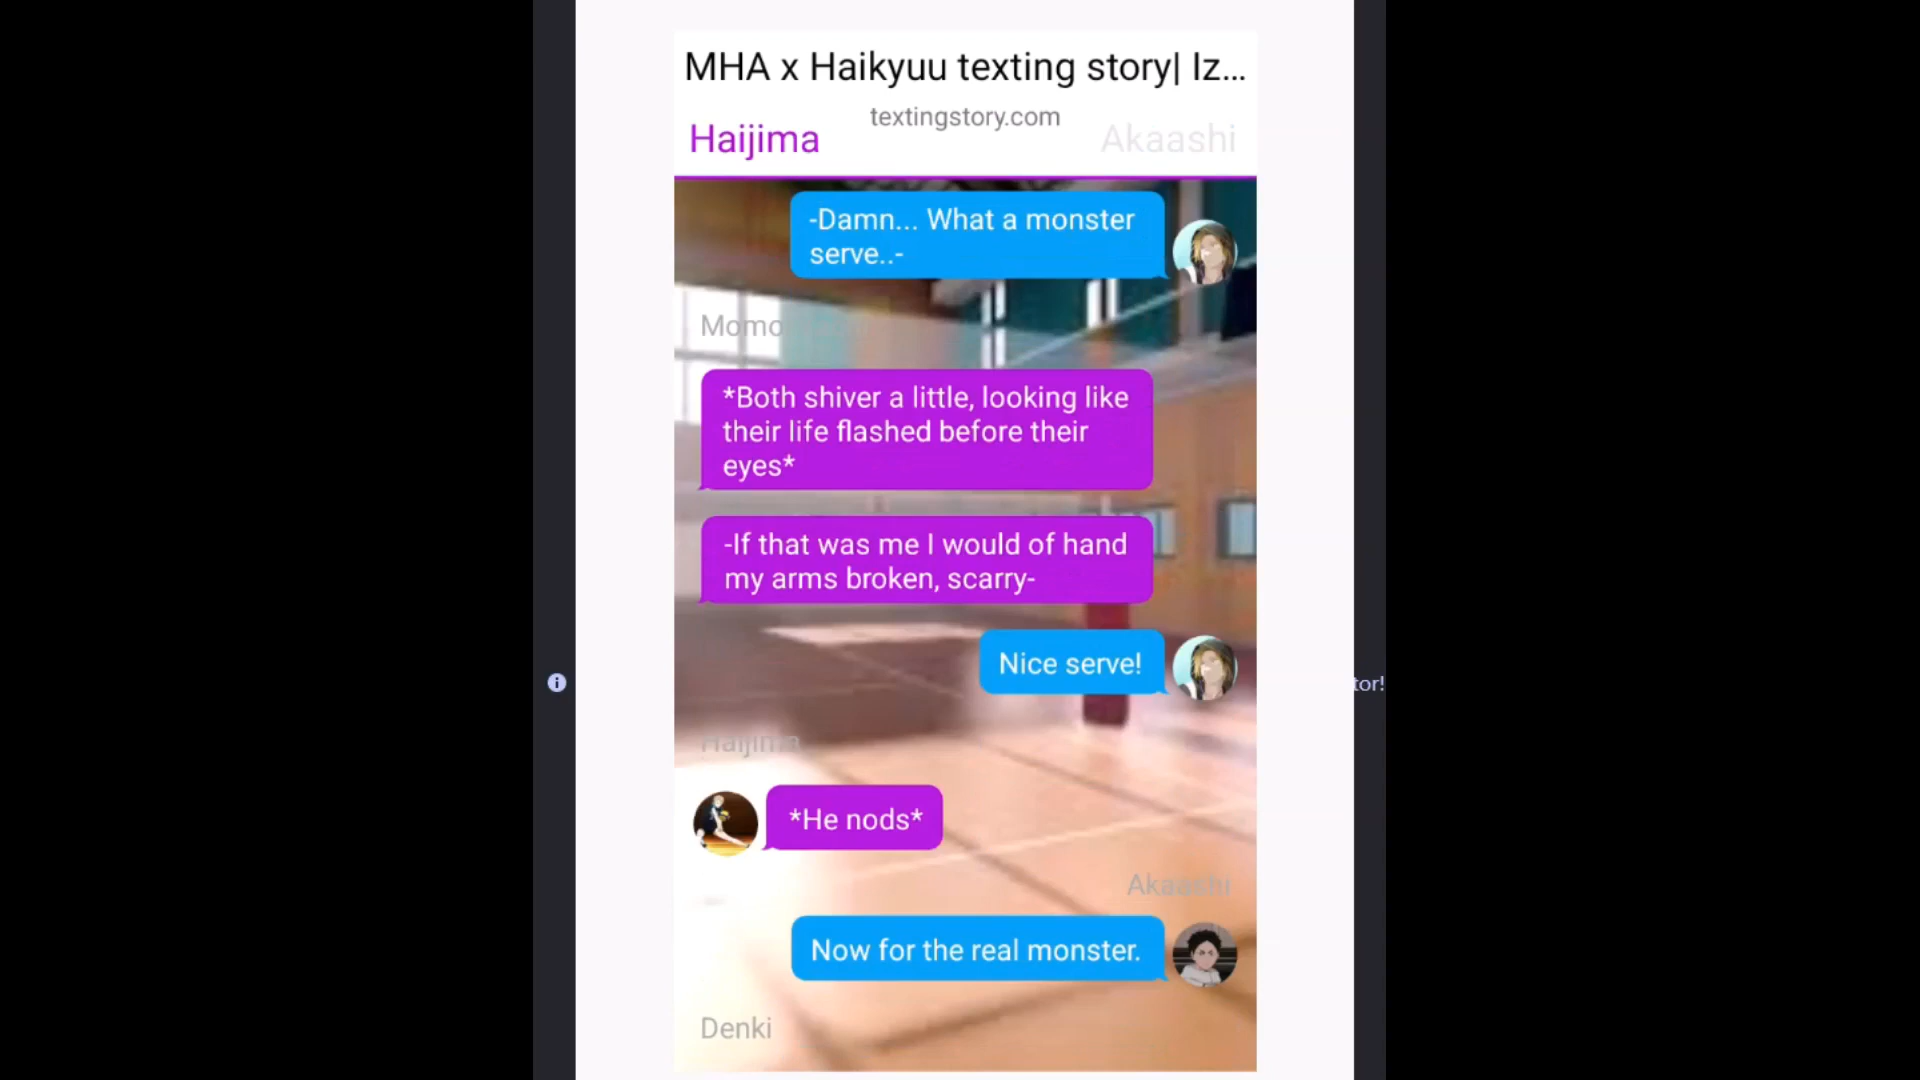 MHA x Haikyuu texting story| Iz...
textingstory.com
Haijima
Akaashi
-Damn... What a monster
serve..-
Momo
*Both shiver a little, looking like
their life flashed before their
eyes*
-If that was me I would of hand
my arms broken, scarry-
Nice serve!
Haijima
*He nods*
Akaashi
Now for the real monster.
Denki
tor!